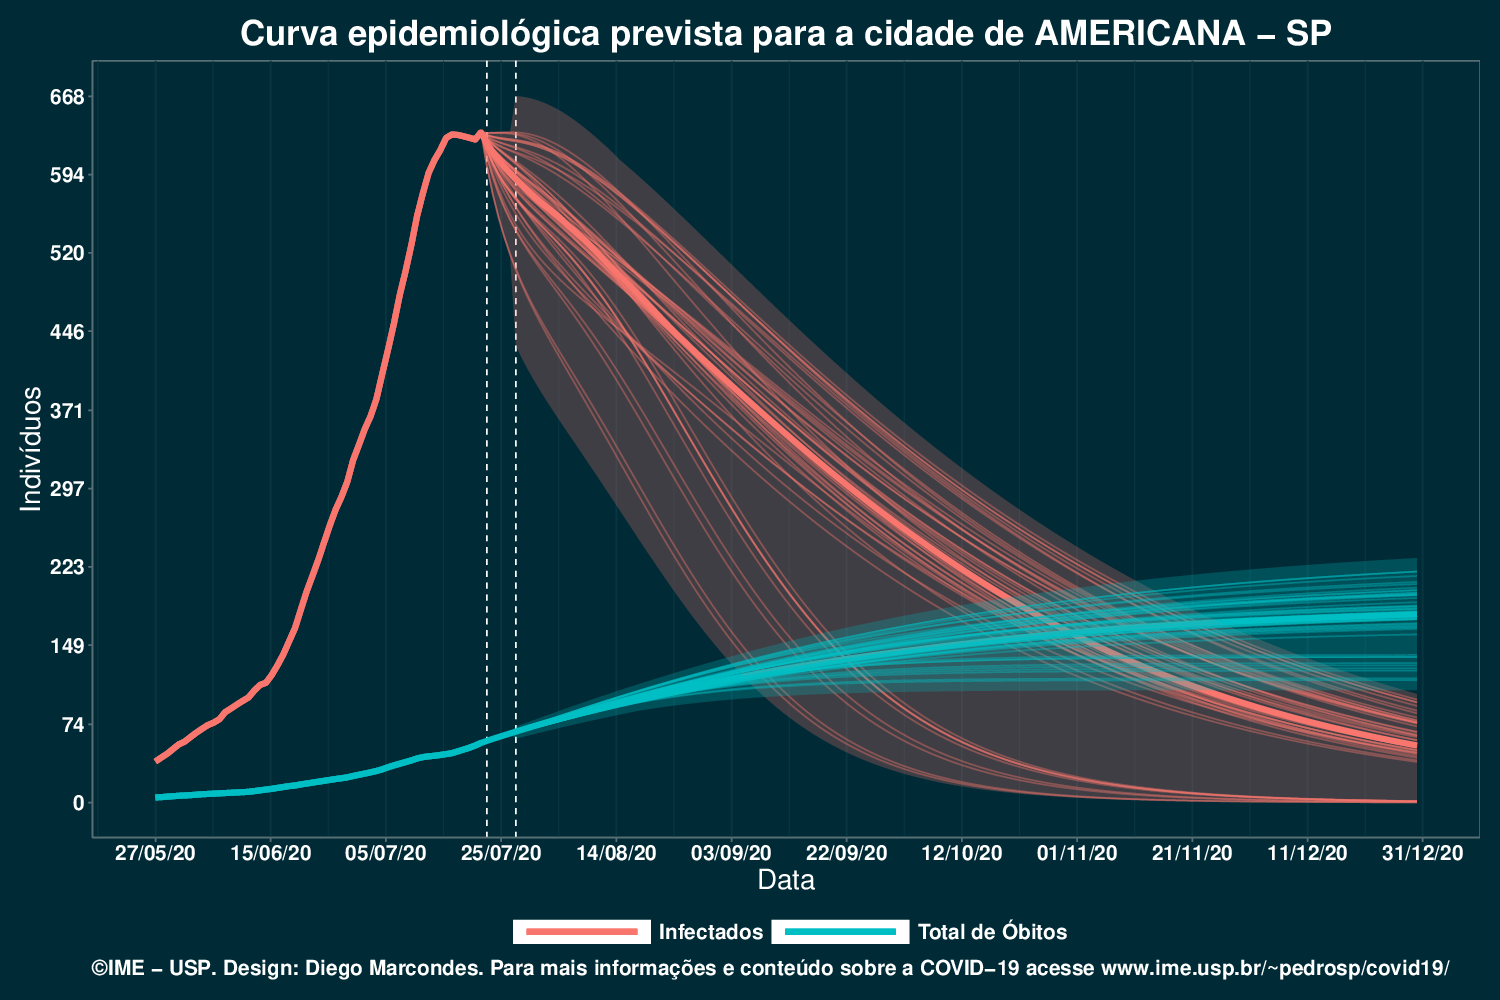 Curva epidemiológica prevista para a cidade de AMERICANA – SP
Indivíduos
668
594
520
446
371
297
223
149
74
0
27/05/20 15/06/20 05/07/20 25/07/20 14/08/20 03/09/20 22/09/20 12/10/20 01/11/20 21/11/20 11/12/20 31/12/20
Data
Infectados Total de Óbitos
©IME – USP. Design: Diego Marcondes. Para mais informações e conteúdo sobre a COVID–19 acesse www.ime.usp.br/~pedrosp/covid19/